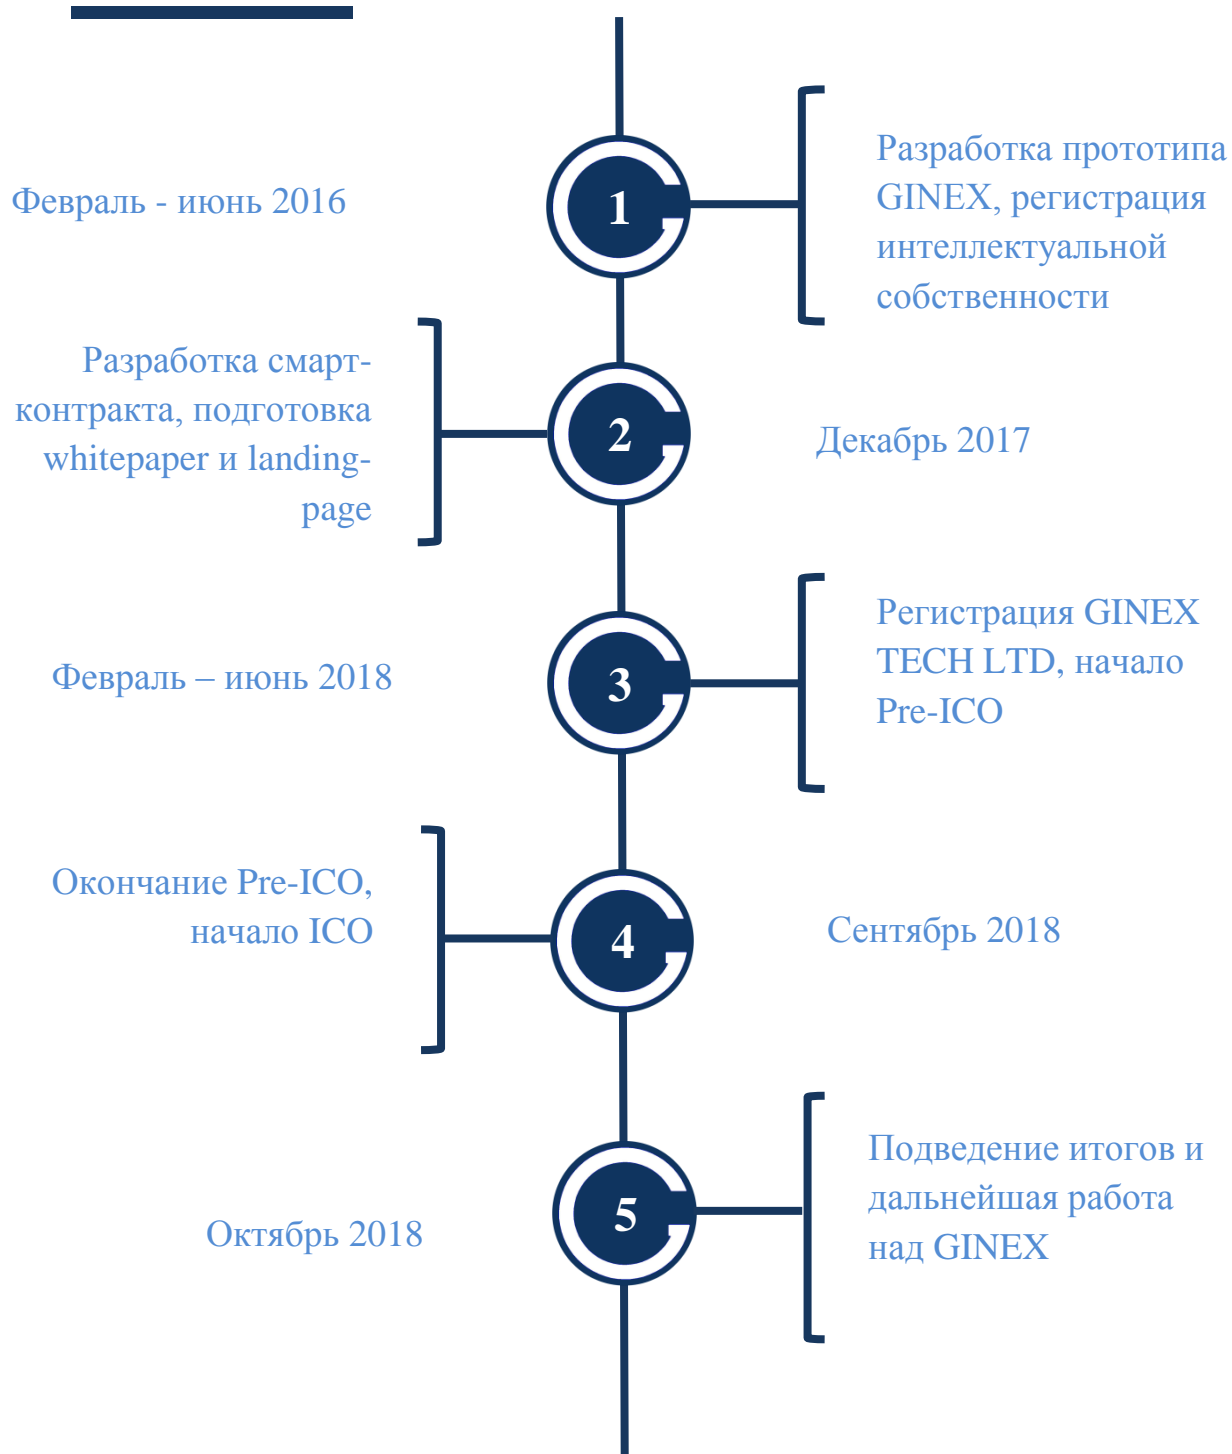 Февраль - июнь 2016
1
Разработка прототипа
GINEX, регистрация
интеллектуальной
собственности
Разработка смарт-
контракта, подготовка
whitepaper и landing-
page
2
Декабрь 2017
Февраль – июнь 2018
3
Регистрация GINEX
TECH LTD, начало
Pre-ICO
Окончание Pre-ICO,
начало ICO
4
Сентябрь 2018
Октябрь 2018
5
Подведение итогов и
дальнейшая работа
над GINEX